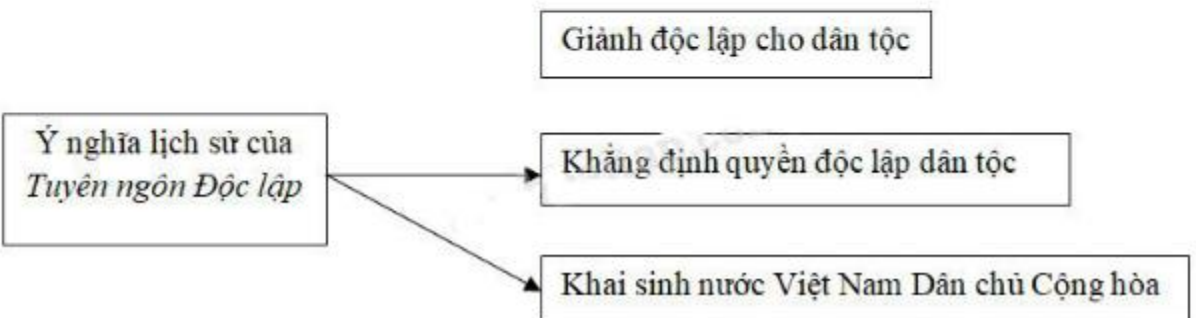 Giành độc lập cho dân tộc
Ý nghĩa lịch sử của
Tuyên ngôn Độc lập
Khẳng định quyền độc lập dân tộc
Khai sinh nước Việt Nam Dân chủ Cộng hòa